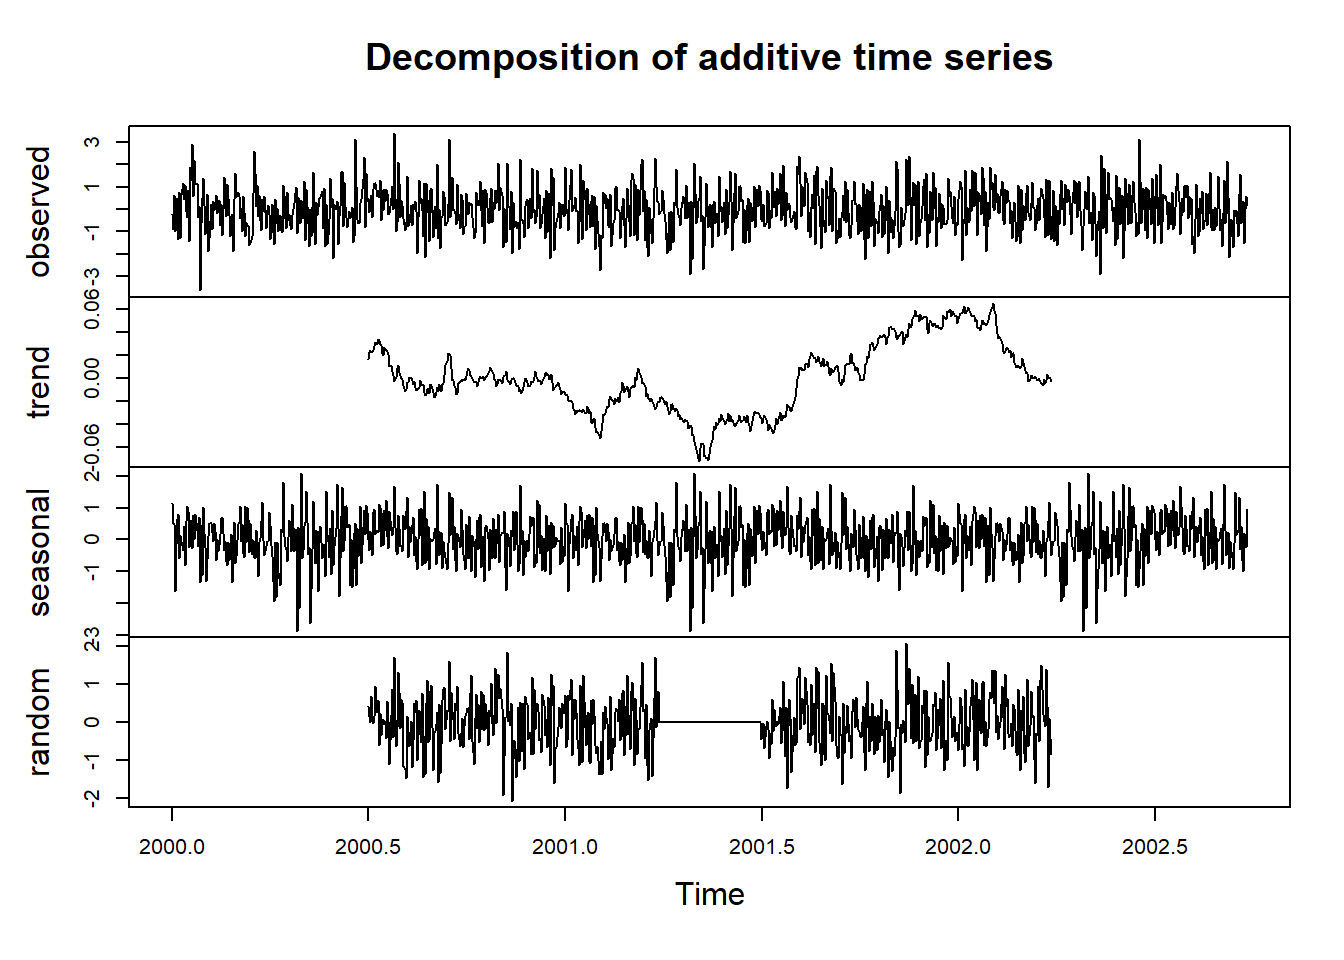 Decomposition of additive time series
observed
3
1
-1
-3
trend
0.06
0.00
-0.06
seasonal
2
1
0
-1
-3
random
2
1
0
-1
-2
2000.0 2000.5 2001.0 2001.5 2002.0 2002.5
Time